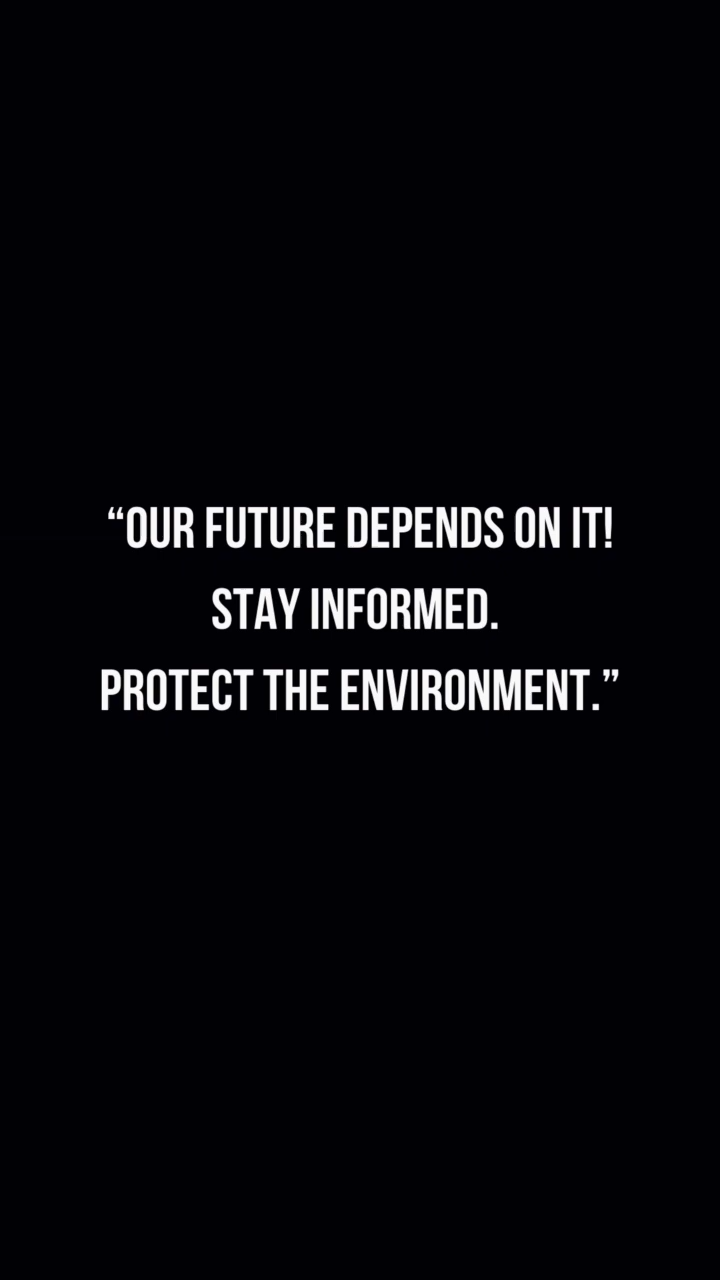 “OUR FUTURE DEPENDS ON IT!
STAY INFORMED.
PROTECT THE ENVIRONMENT.”